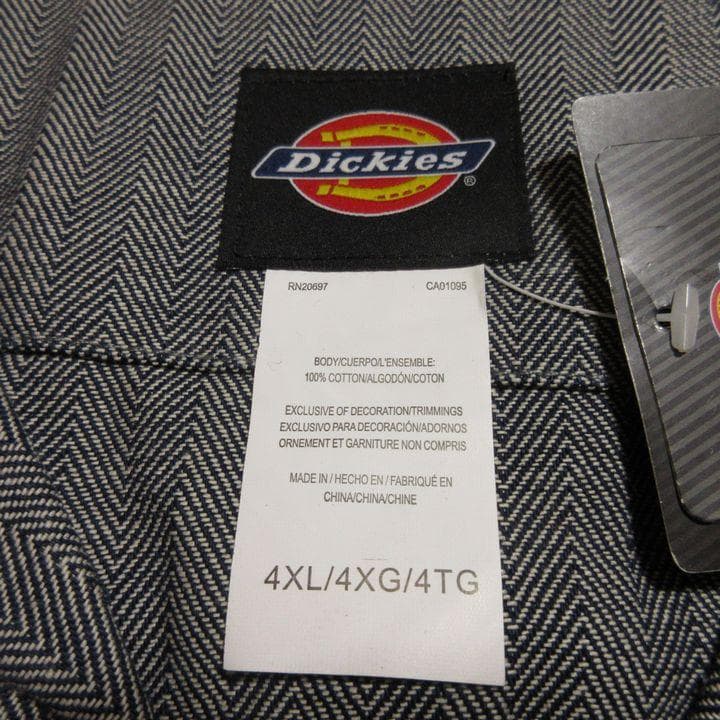 Dickies®
RN20697 CA01095
BODY/CUERPO/L'ENSEMBLE:
100% COTTON/ALGODÓN/COTON
EXCLUSIVE OF DECORATION/TRIMMINGS
EXCLUSIVO PARA DECORACIÓN/ADORNOS
ORNEMENT ET GARNITURE NON COMPRIS
MADE IN / HECHO EN / FABRIQUÉ EN
CHINA/CHINA/CHINE
4XL/4XG/4TG